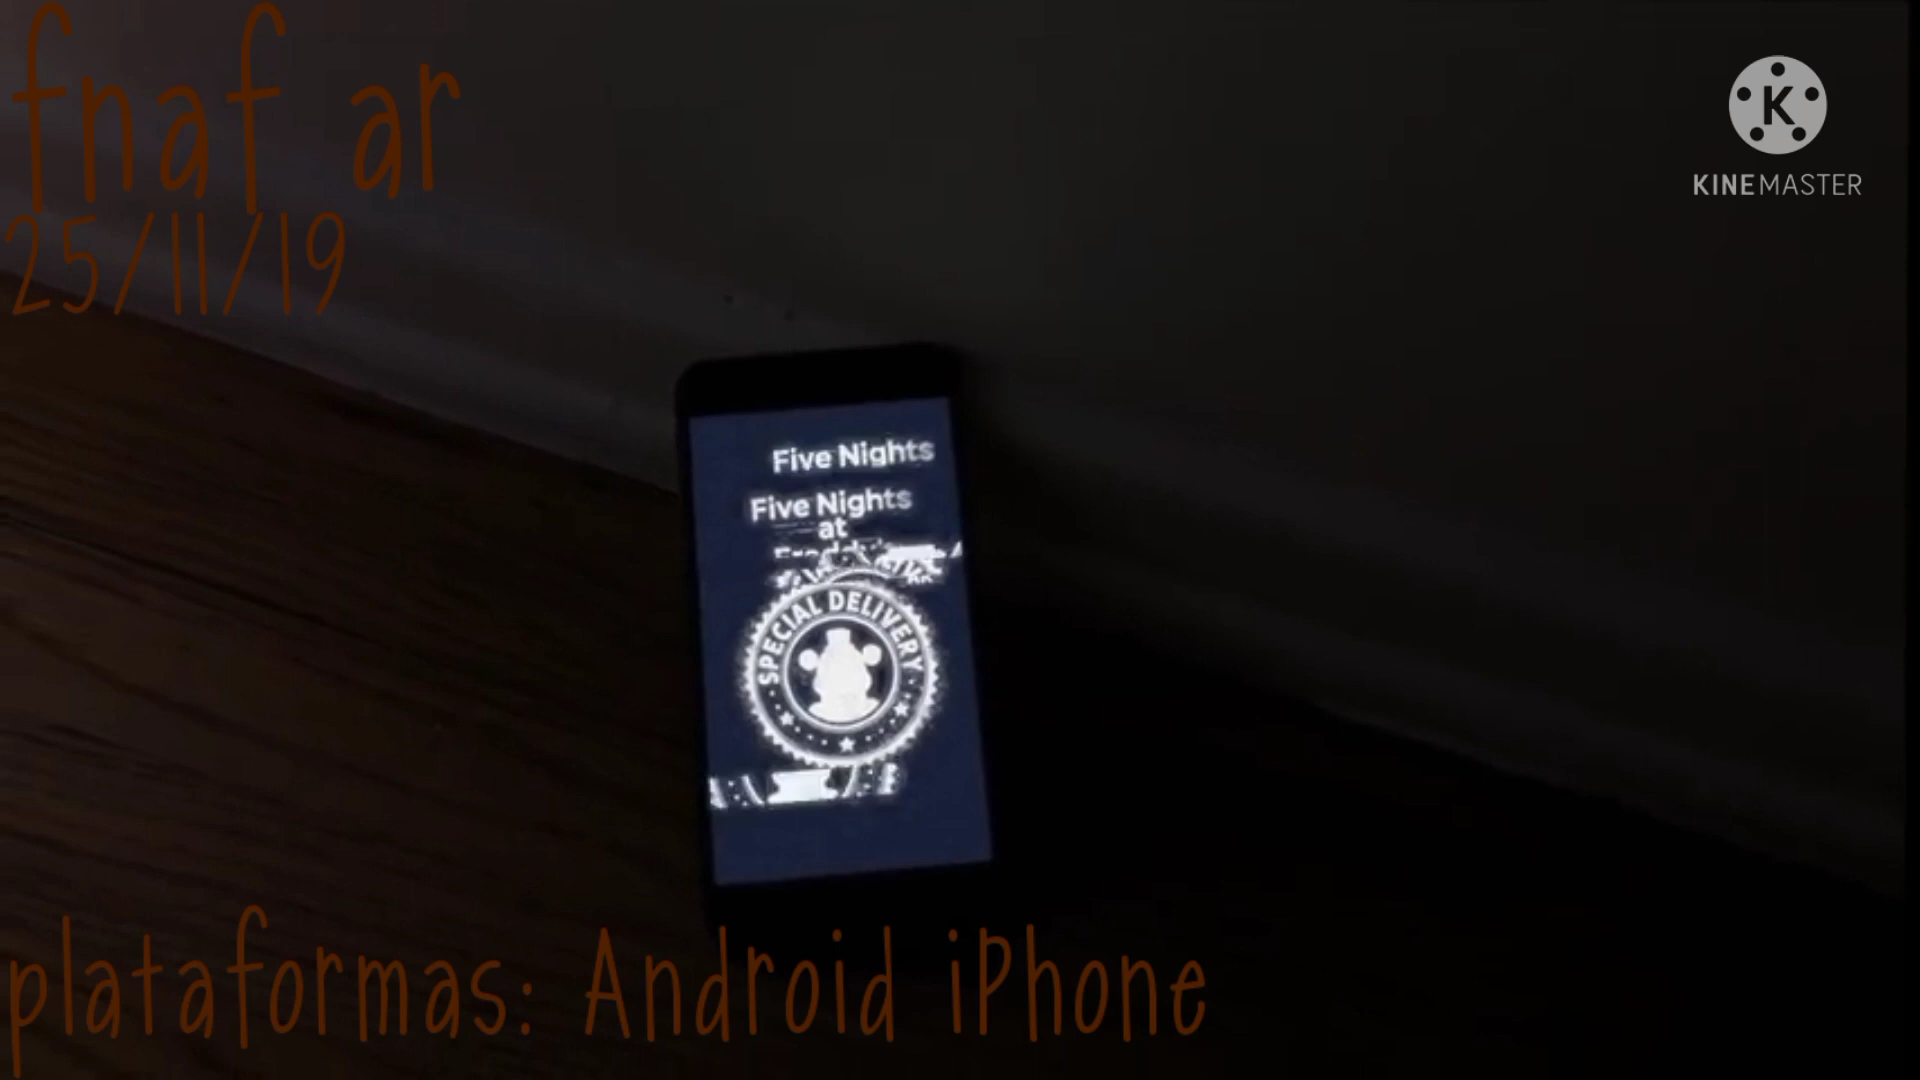 fnaf ar
25/11/19
KINEMASTER
Five Nights
Five Nights
at
SPECIAL DELIVERY
plataformas: Android iPhone